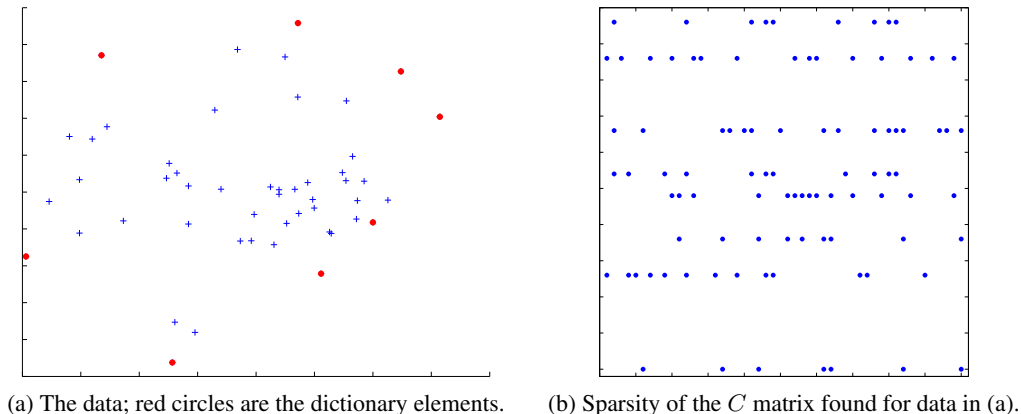 (a) The data; red circles are the dictionary elements.
(b) Sparsity of the C matrix found for data in (a).